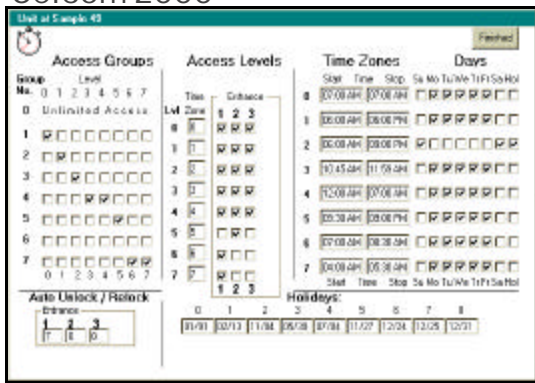 Unit at Sample 49
Finished
Access Groups
Access Levels
Time Zones
Days
Group Level
No. 0 1 2 3 4 5 6 7
Time Entrance
Lvl Zone 1 2 3
Start Time Stop Su Mo Tu We Th Fr Sa Hol
0 Unlimited Access
1
2
3
4
5
6
7
0 1 2 3 4 5 6 7
0
1 1
2 2
3 3
4 4
5
6
7
1 2 3
0 07:00 AM 07:00 AM
1 06:00 AM 06:00 PM
2 06:00 AM 09:00 PM
3 10:45 AM 11:59 AM
4 12:00 AM 07:00 AM
5 09:30 AM 09:00 PM
6 07:00 AM 08:30 AM
7 04:00 AM 05:30 AM
Start Time Stop Su Mo Tu We Th Fr Sa Hol
Auto Unlock / Relock
Entrance
1 2 3
Holidays:
0 1 2 3 4 5 6 7 8
01/01 02/13 11/04 05/30 07/04 11/27 12/24 12/25 12/31